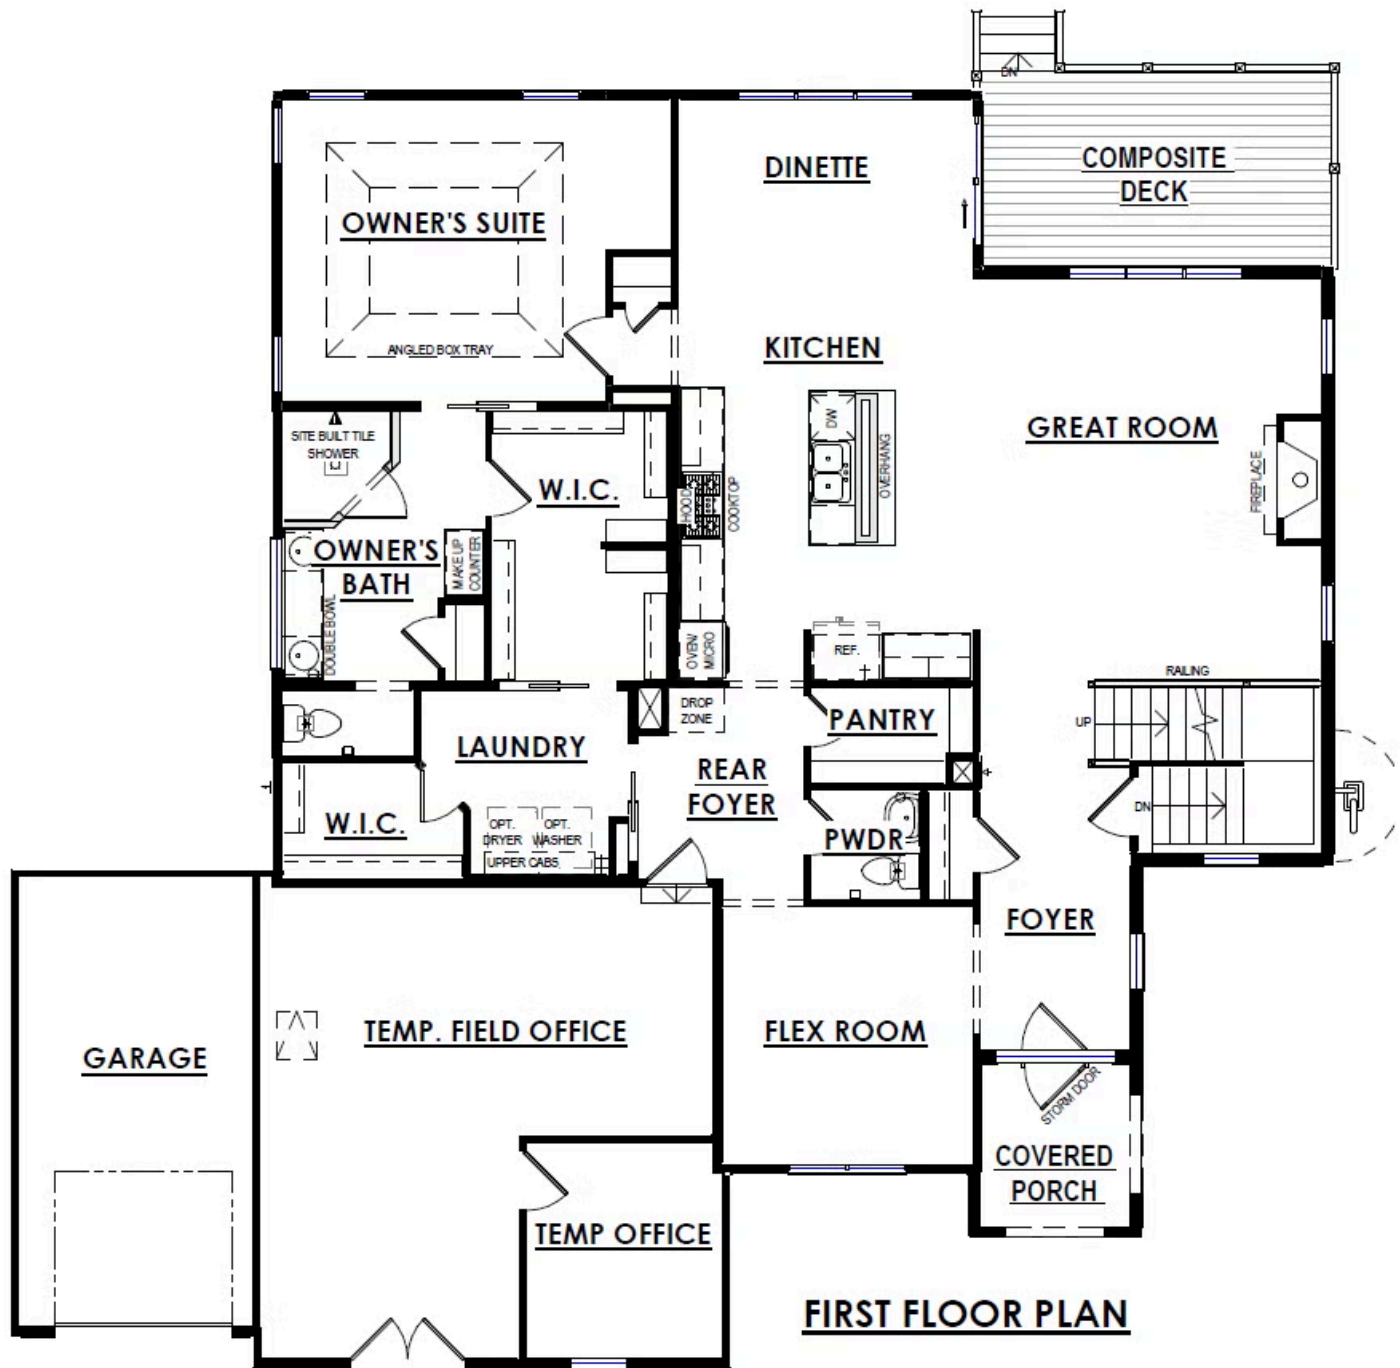 DN
COMPOSITE
DECK
DINETTE
OWNER'S SUITE
ANGLED BOX TRAY
KITCHEN
GREAT ROOM
SITE BUILT TILE
SHOWER
W.I.C.
HOOD
COOKTOP
DW
OVERHANG
FIREPLACE
OWNER'S
BATH
MAKE UP
COUNTER
DOUBLE BOWL
OVEN/
MICRO
REF.
RAILING
UP
DROP
ZONE
PANTRY
LAUNDRY
REAR
FOYER
DN
W.I.C.
OPT.
DRYER
OPT.
WASHER
UPPER CABS.
PWDR
FOYER
GARAGE
TEMP. FIELD OFFICE
FLEX ROOM
STORM DOOR
COVERED
PORCH
TEMP OFFICE
FIRST FLOOR PLAN